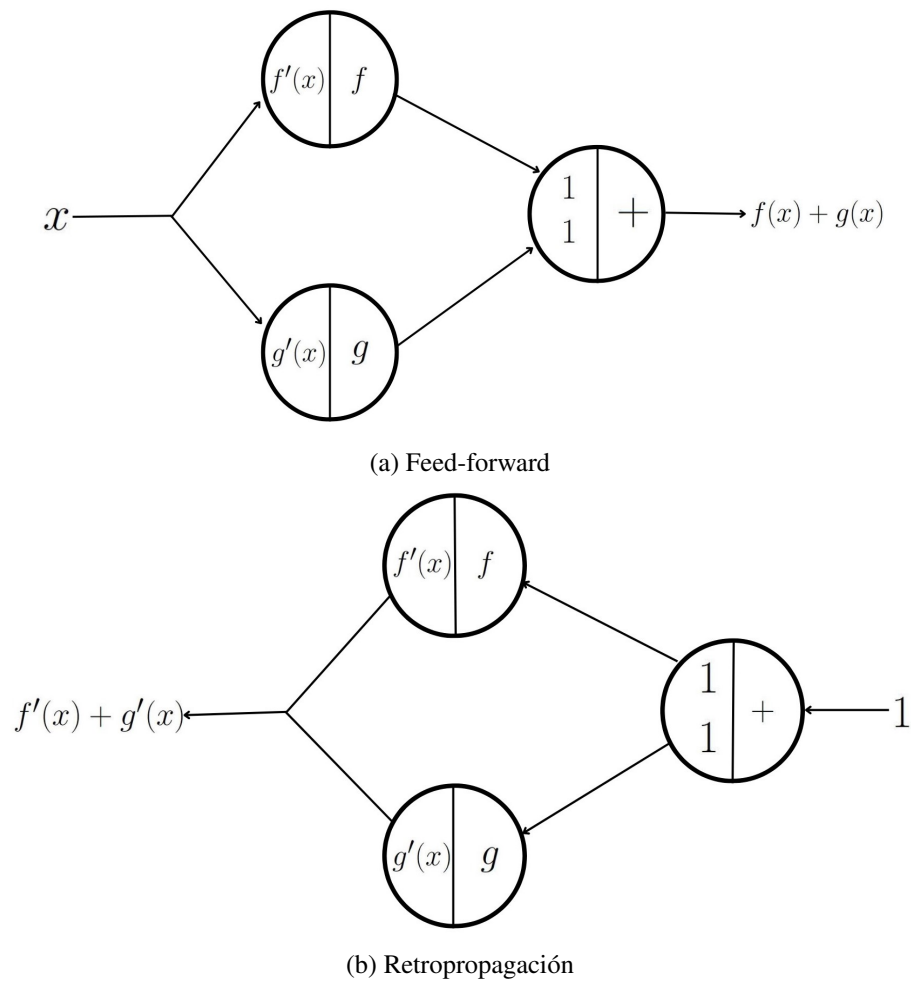 f′(x) f
1
x + f(x) + g(x)
1
g′(x) g
(a) Feed-forward
f′(x) f
1
f′(x) + g′(x) + 1
1
g′(x) g
(b) Retropropagación